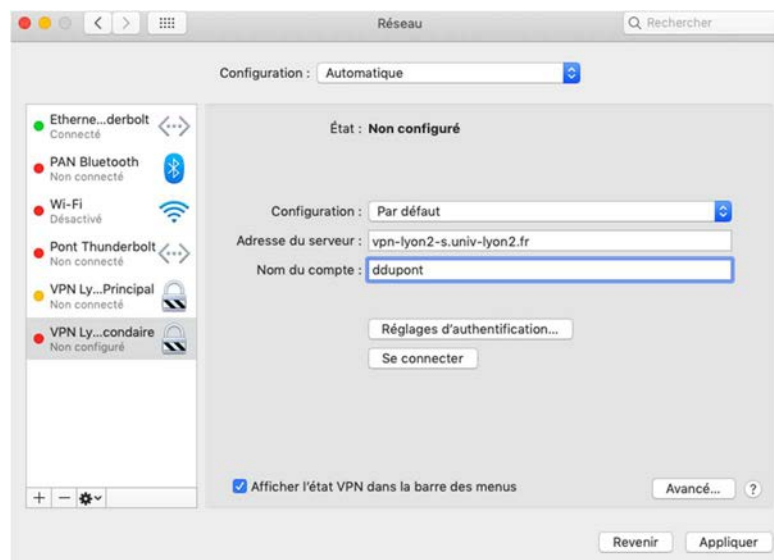 Réseau
Rechercher
Configuration : Automatique
Etherne...derbolt
Connecté
PAN Bluetooth
Non connecté
Wi-Fi
Désactivé
Pont Thunderbolt
Non connecté
VPN Ly...Principal
Non connecté
VPN Ly...condaire
Non configuré
État : Non configuré
Configuration : Par défaut
Adresse du serveur : vpn-lyon2-s.univ-lyon2.fr
Nom du compte : ddupont
Réglages d'authentification...
Se connecter
Afficher l'état VPN dans la barre des menus
Avancé... ?
Revenir Appliquer